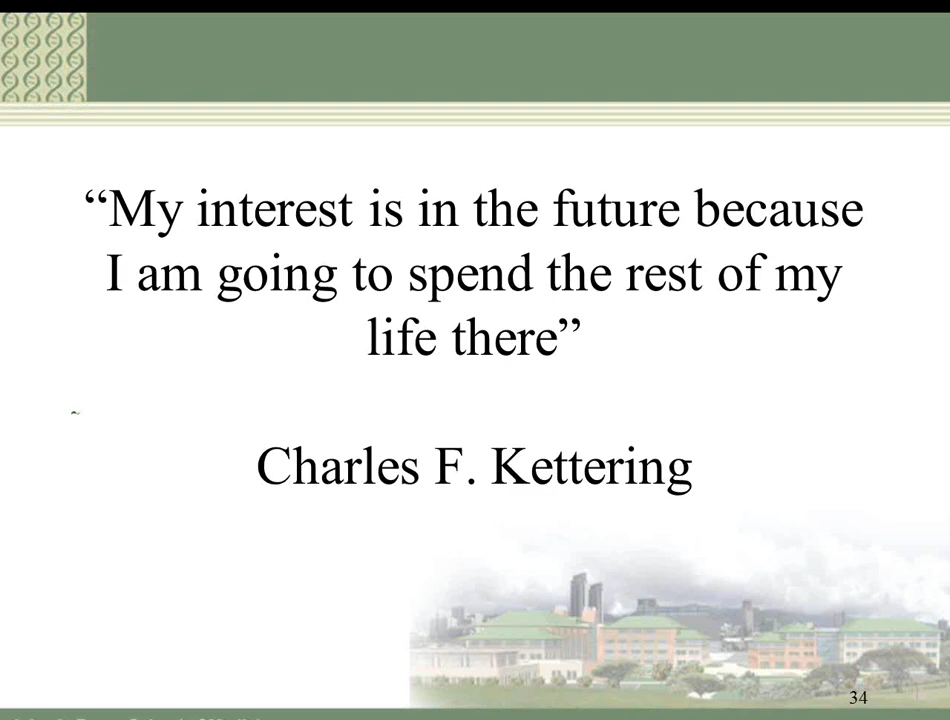 “My interest is in the future because
I am going to spend the rest of my
life there”
~
Charles F. Kettering
34